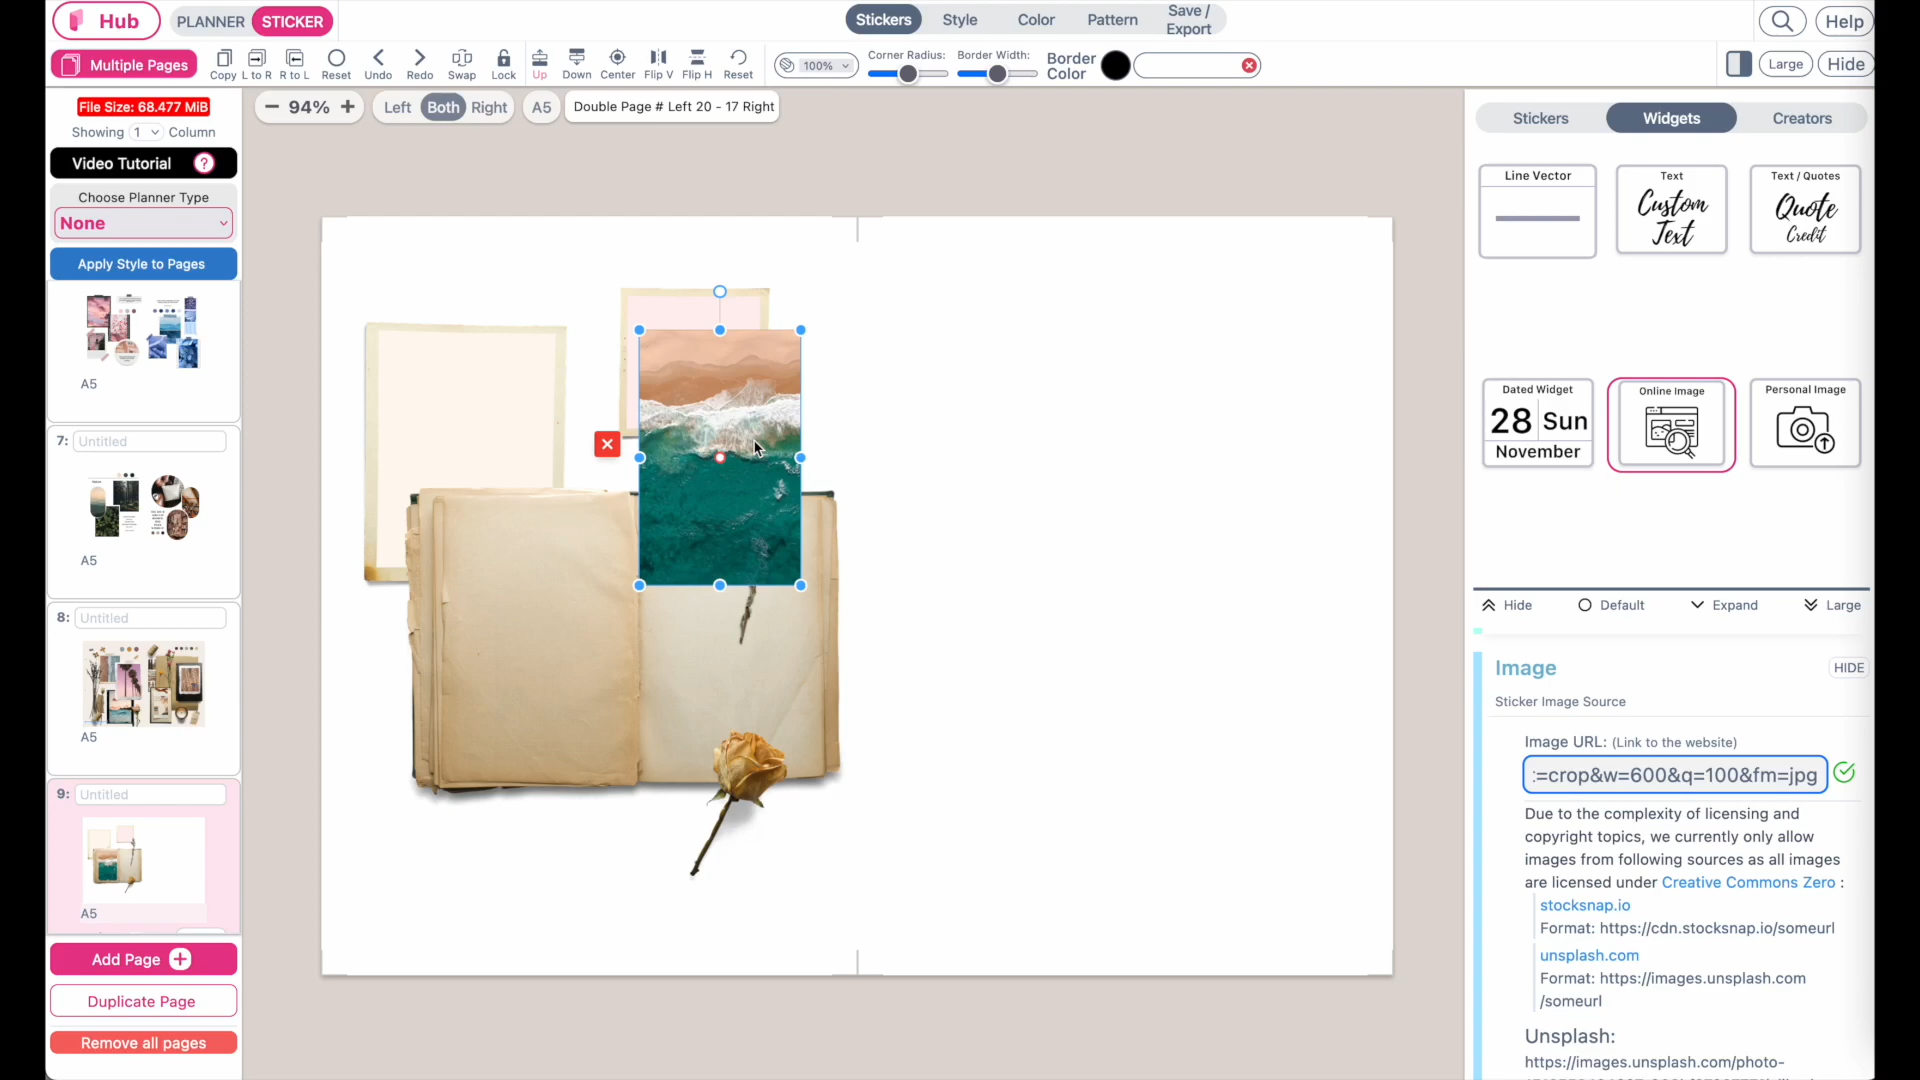 Hub
PLANNER STICKER
Stickers Style Color Pattern Save / Export
Help
Multiple Pages
Copy L to R R to L Reset Undo Redo Swap Lock Up Down Center Flip V Flip H Reset
100%
Corner Radius: Border Width: Border Color
Large Hide
File Size: 68.477 MiB
Showing 1 Column
Video Tutorial ?
Choose Planner Type
None
Apply Style to Pages
A5
7: Untitled
A5
8: Untitled
A5
9: Untitled
A5
Add Page +
Duplicate Page
Remove all pages
94%
Left Both Right
A5
Double Page # Left 20 - 17 Right
Stickers Widgets Creators
Line Vector
Text
Custom Text
Text / Quotes
Quote
Credit
Dated Widget
28 Sun
November
Online Image
Personal Image
Hide Default Expand Large
Image HIDE
Sticker Image Source
Image URL: (Link to the website)
:=crop&w=600&q=100&fm=jpg
Due to the complexity of licensing and
copyright topics, we currently only allow
images from following sources as all images
are licensed under Creative Commons Zero :
stocksnap.io
Format: https://cdn.stocksnap.io/someurl
unsplash.com
Format: https://images.unsplash.com
/someurl
Unsplash:
https://images.unsplash.com/photo-